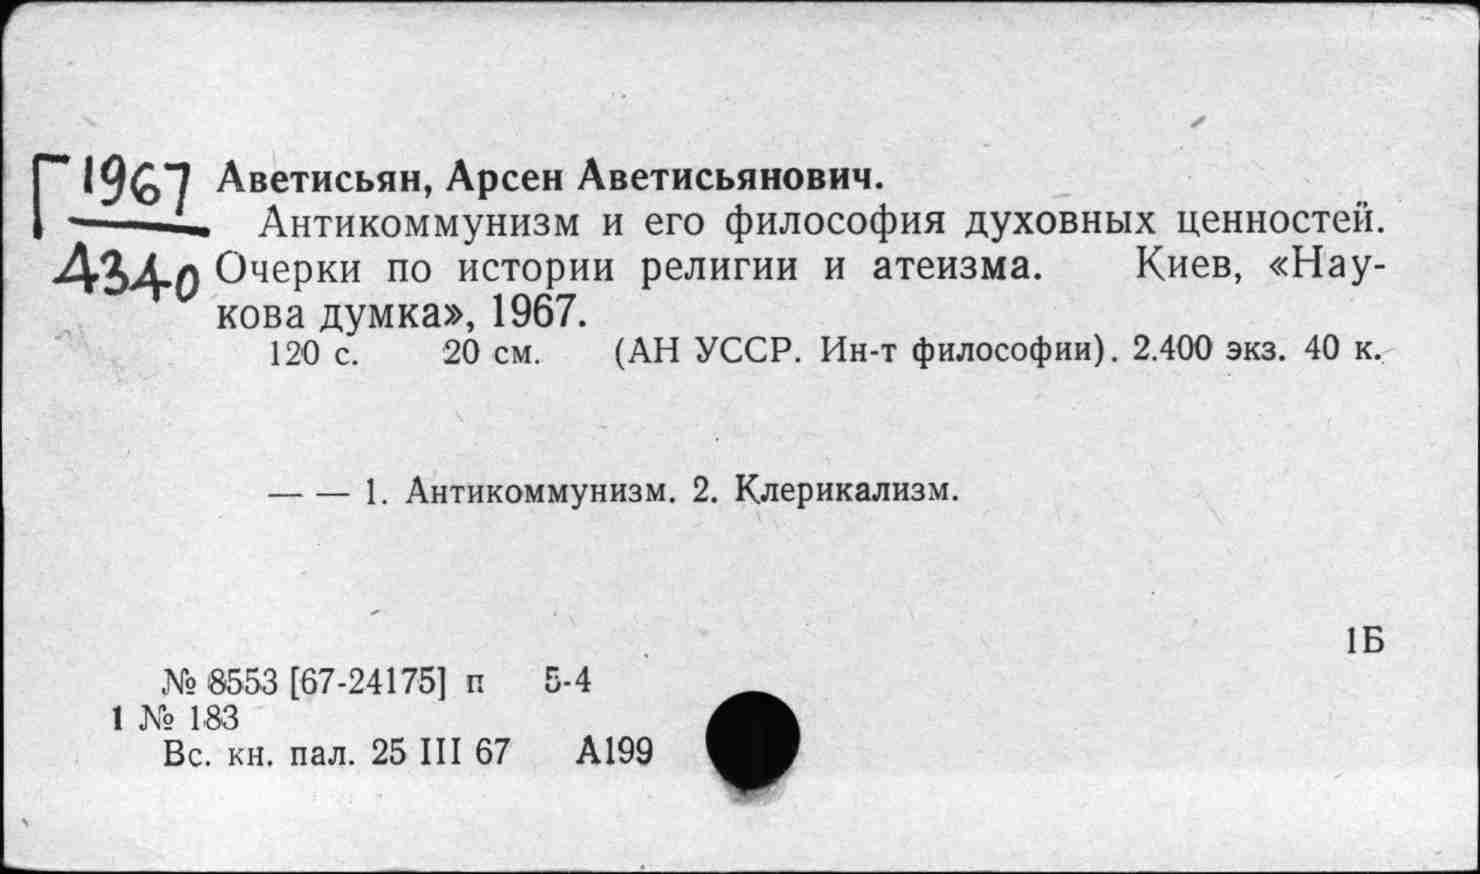 Г 1967 Аветисьян, Арсен Аветисьянович.
Антикоммунизм и его философия духовных ценностей.
Очерки по истории религии и атеизма. Киев, «Нау-
кова думка», 1967.
120 с. 20 см. (АН УССР. Ин-т философии). 2.400 экз. 40 к.
— — 1. Антикоммунизм. 2. Клерикализм.
1Б
№ 8553 [67-24175] п 5-4
1 № 183
Вс. кн. пал. 25 III 67 А199